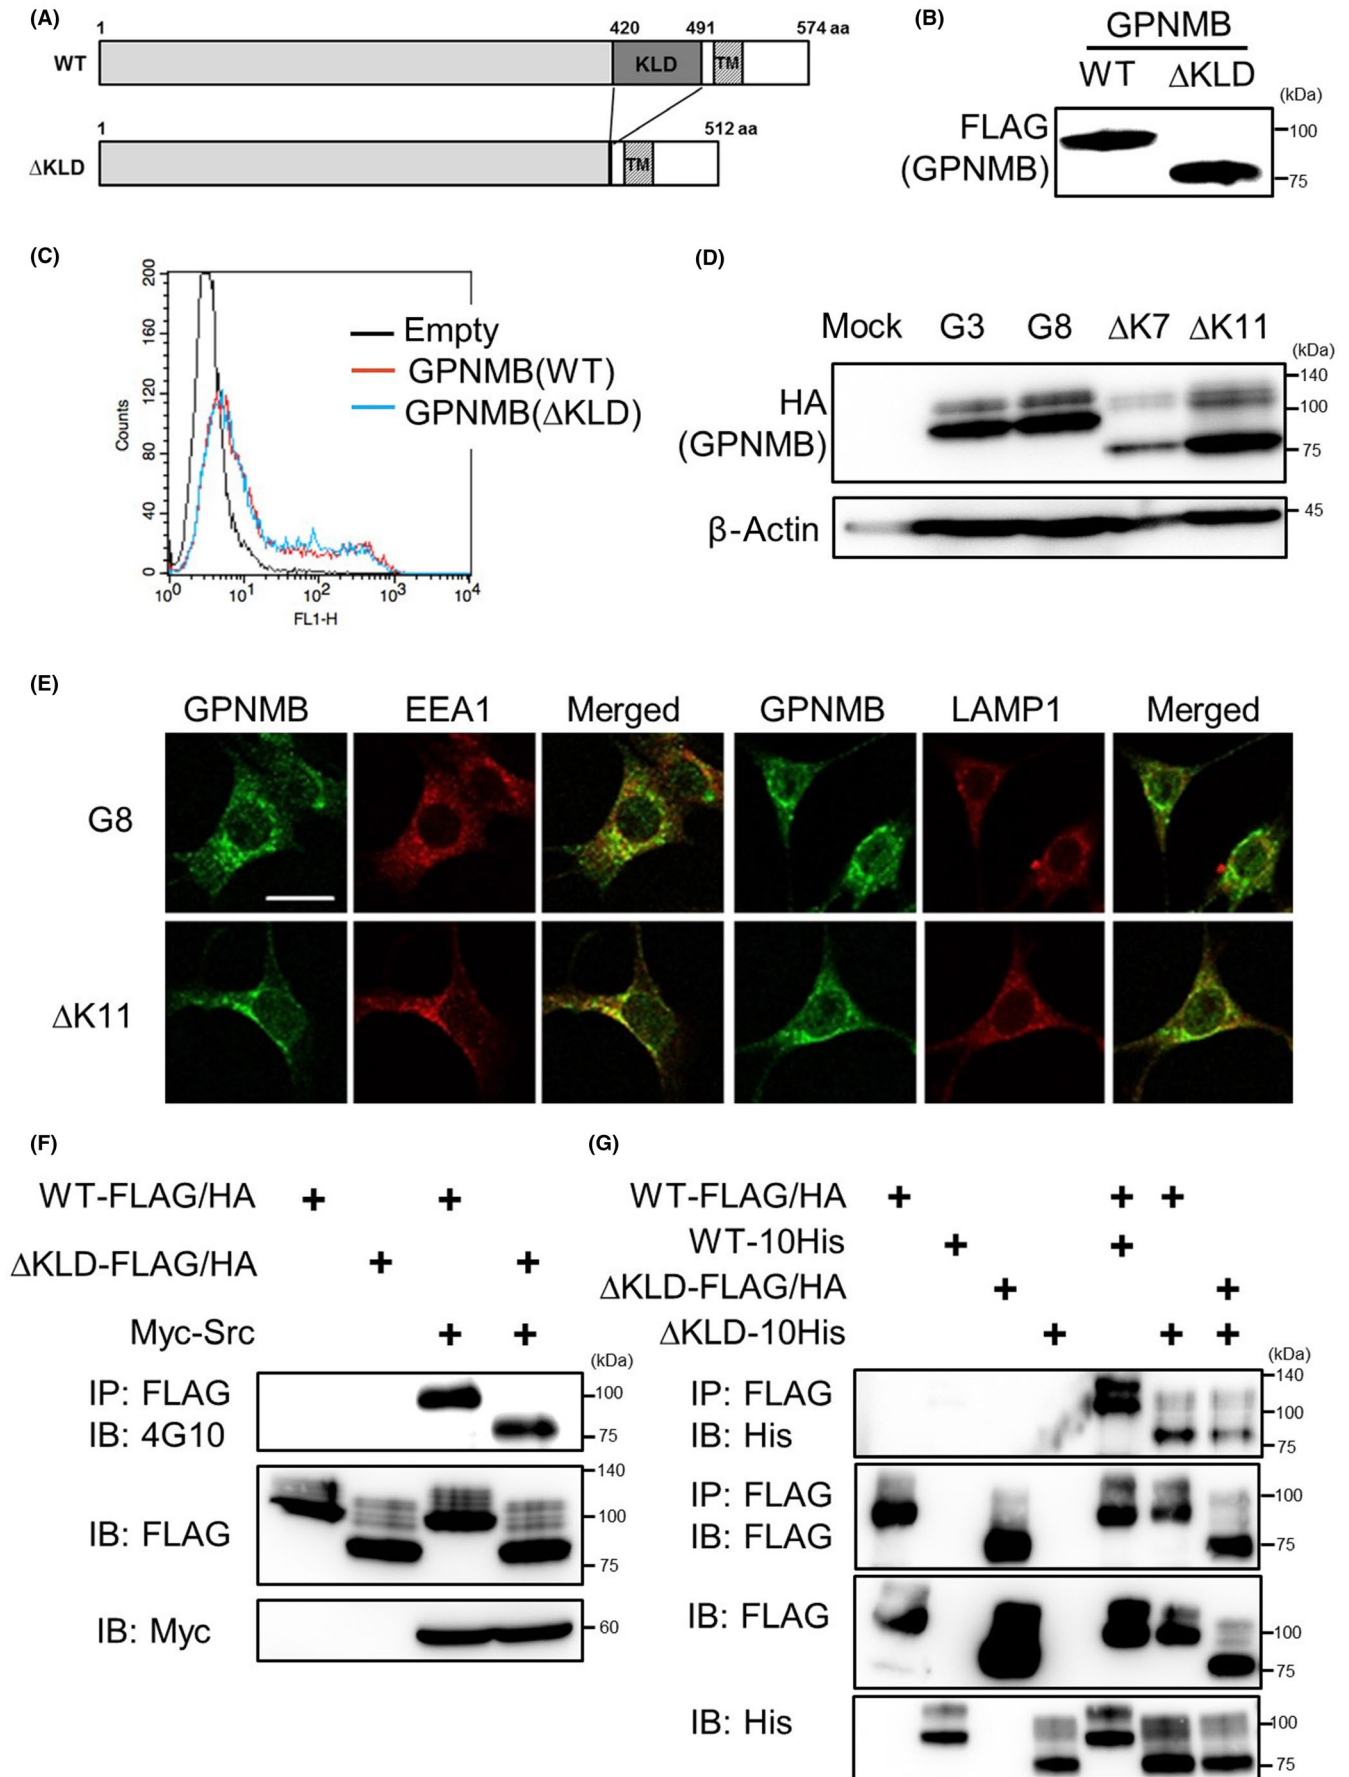 (A)
1 420 491 574 aa
WT KLD TM
1 512 aa
ΔKLD TM
(B)
GPNMB
WT ΔKLD
(kDa)
FLAG
(GPNMB)
100
75
(C)
Counts
200
160
120
80
40
0
Empty
GPNMB(WT)
GPNMB(ΔKLD)
10⁰ 10¹ 10² 10³ 10⁴
FL1-H
(D)
Mock G3 G8 ΔK7 ΔK11
(kDa)
HA
(GPNMB)
140
100
75
β-Actin
45
(E)
GPNMB EEA1 Merged GPNMB LAMP1 Merged
G8
ΔK11
(F)
WT-FLAG/HA + +
ΔKLD-FLAG/HA + +
Myc-Src + +
(kDa)
IP: FLAG
IB: 4G10
100
75
IB: FLAG
140
100
75
IB: Myc
60
(G)
WT-FLAG/HA + + +
WT-10His + +
ΔKLD-FLAG/HA + +
ΔKLD-10His + + +
(kDa)
IP: FLAG
IB: His
140
100
75
IP: FLAG
IB: FLAG
100
75
IB: FLAG
100
75
IB: His
100
75